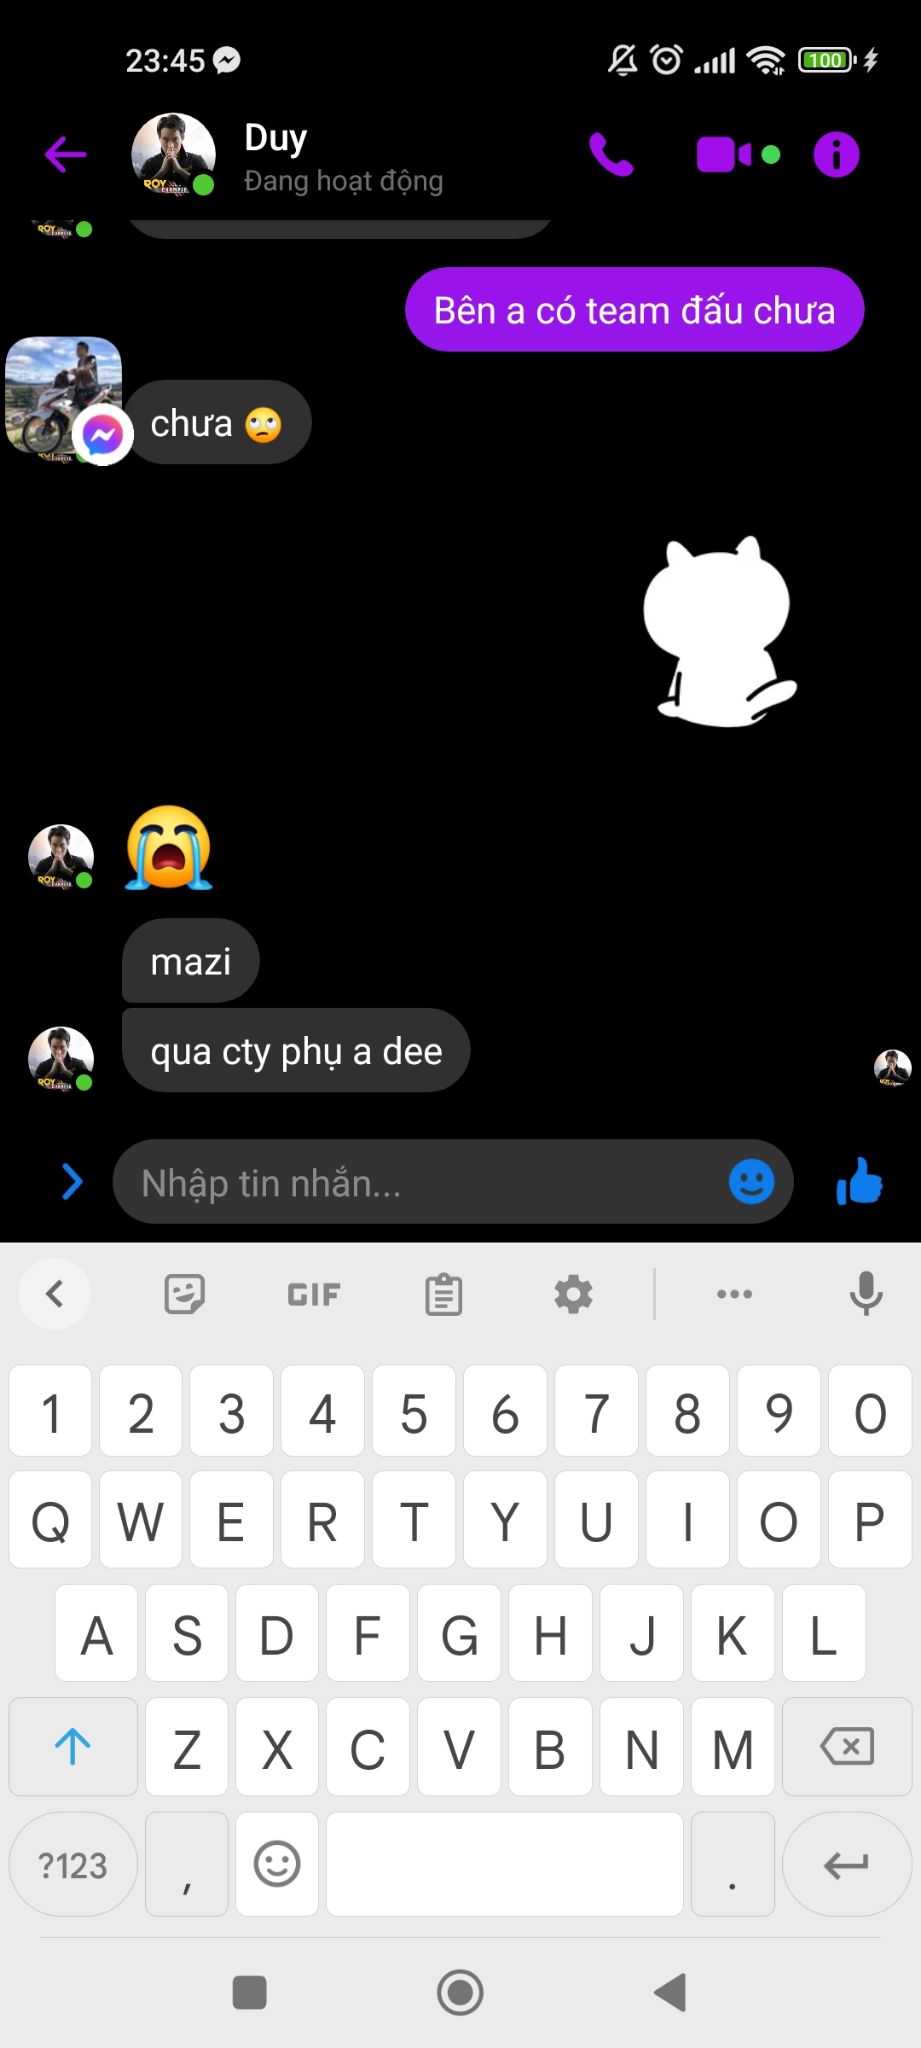 23:45
100
Duy
Đang hoạt động
Bên a có team đấu chưa
chưa 🙄
😭
mazi
qua cty phụ a dee
Nhập tin nhắn...
GIF
1 2 3 4 5 6 7 8 9 0
Q W E R T Y U I O P
A S D F G H J K L
Z X C V B N M
?123 , .